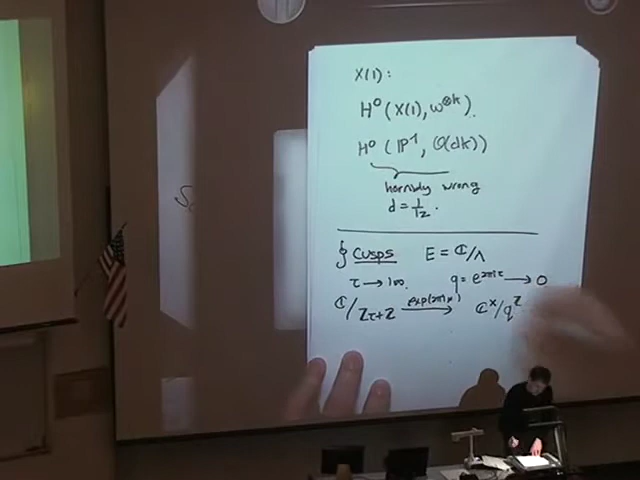 X(1):
H⁰(X(1), ω^{⊗k}).
H⁰(ℙ¹, O(dk))
horribly wrong
d = 1/12.
§ Cusps E = ℂ/Λ
τ → i∞. q = e^{2πiτ} → 0
ℂ/Zτ+Z exp(2πi·) → ℂ^×/q^Z